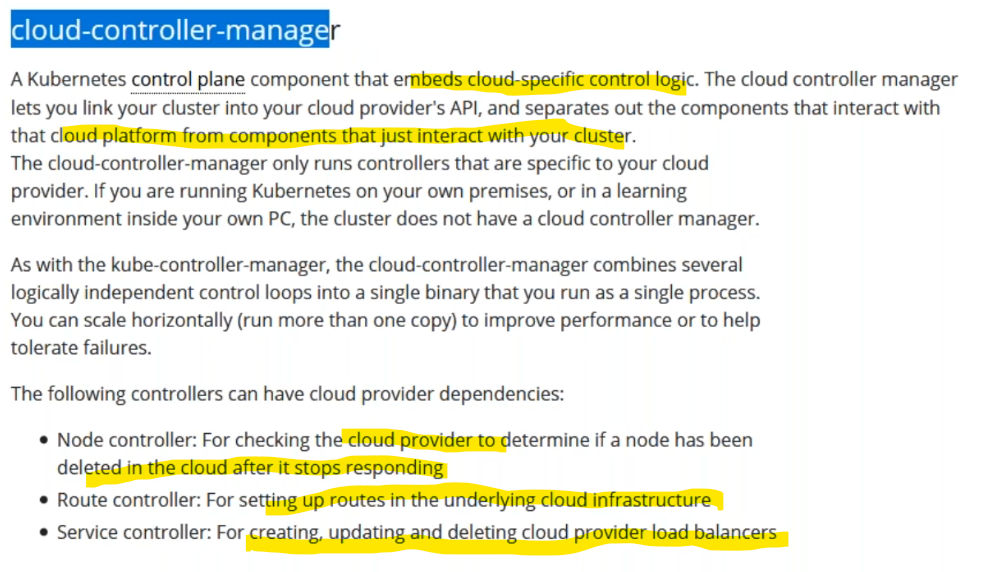 cloud-controller-manager
A Kubernetes control plane component that embeds cloud-specific control logic. The cloud controller manager
lets you link your cluster into your cloud provider's API, and separates out the components that interact with
that cloud platform from components that just interact with your cluster.
The cloud-controller-manager only runs controllers that are specific to your cloud
provider. If you are running Kubernetes on your own premises, or in a learning
environment inside your own PC, the cluster does not have a cloud controller manager.
As with the kube-controller-manager, the cloud-controller-manager combines several
logically independent control loops into a single binary that you run as a single process.
You can scale horizontally (run more than one copy) to improve performance or to help
tolerate failures.
The following controllers can have cloud provider dependencies:
• Node controller: For checking the cloud provider to determine if a node has been
deleted in the cloud after it stops responding
• Route controller: For setting up routes in the underlying cloud infrastructure
• Service controller: For creating, updating and deleting cloud provider load balancers